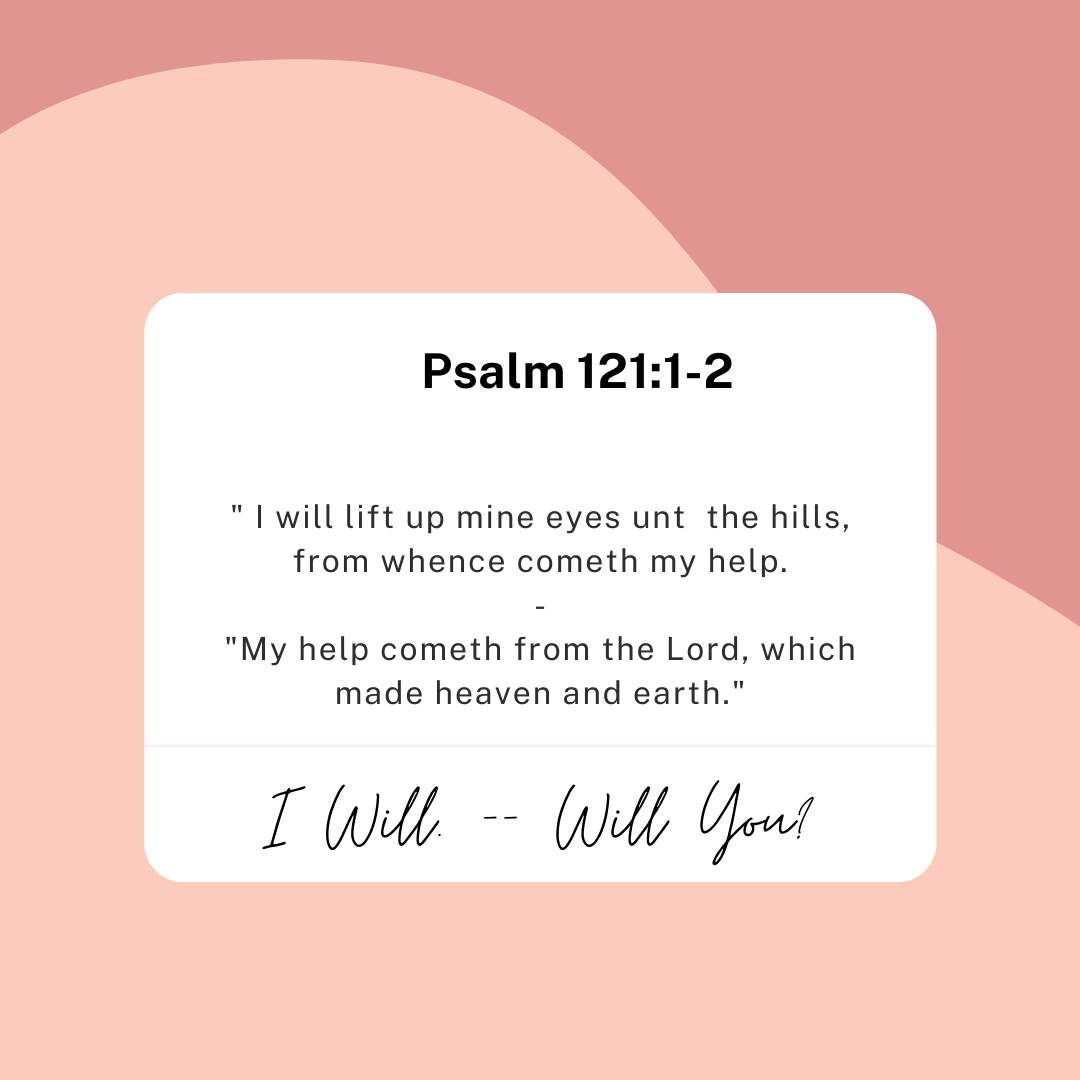 Psalm 121:1-2
" I will lift up mine eyes unt  the hills,
from whence cometh my help.
-
"My help cometh from the Lord, which
made heaven and earth."
I Will. -- Will You?